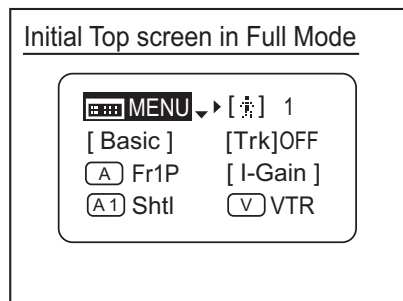 Initial Top screen in Full Mode
MENU [ ] 1
[ Basic ] [Trk]OFF
A Fr1P [ I-Gain ]
A1 Shtl V VTR